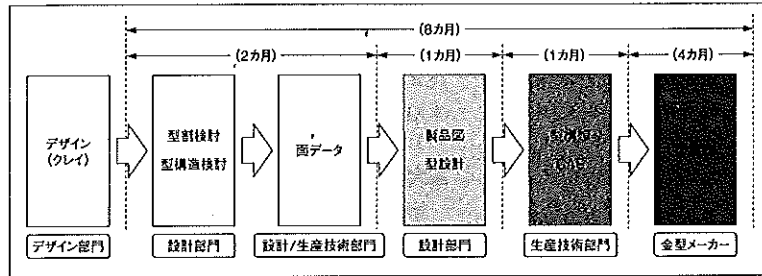 (8カ月)
(2カ月)
(1カ月)
(1カ月)
(4カ月)
デザイン
(クレイ)
型割検討
型構造検討
面データ
製品図
型設計
デザイン部門
設計部門
設計/生産技術部門
設計部門
生産技術部門
金型メーカー